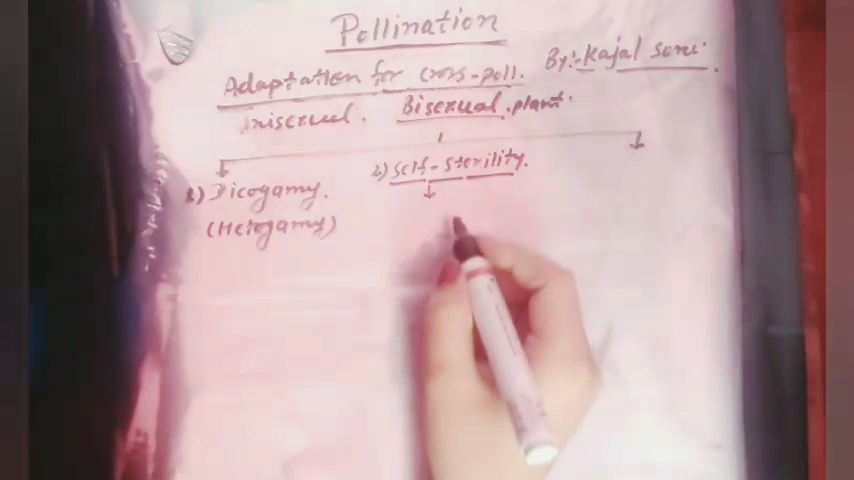 Pollination
Adaptation for Cross-poll. By:- Kajal Soni
Unisexual. Bisexual plant.
1) Dicogamy. 2) Self-Sterility.
(Heterogamy)